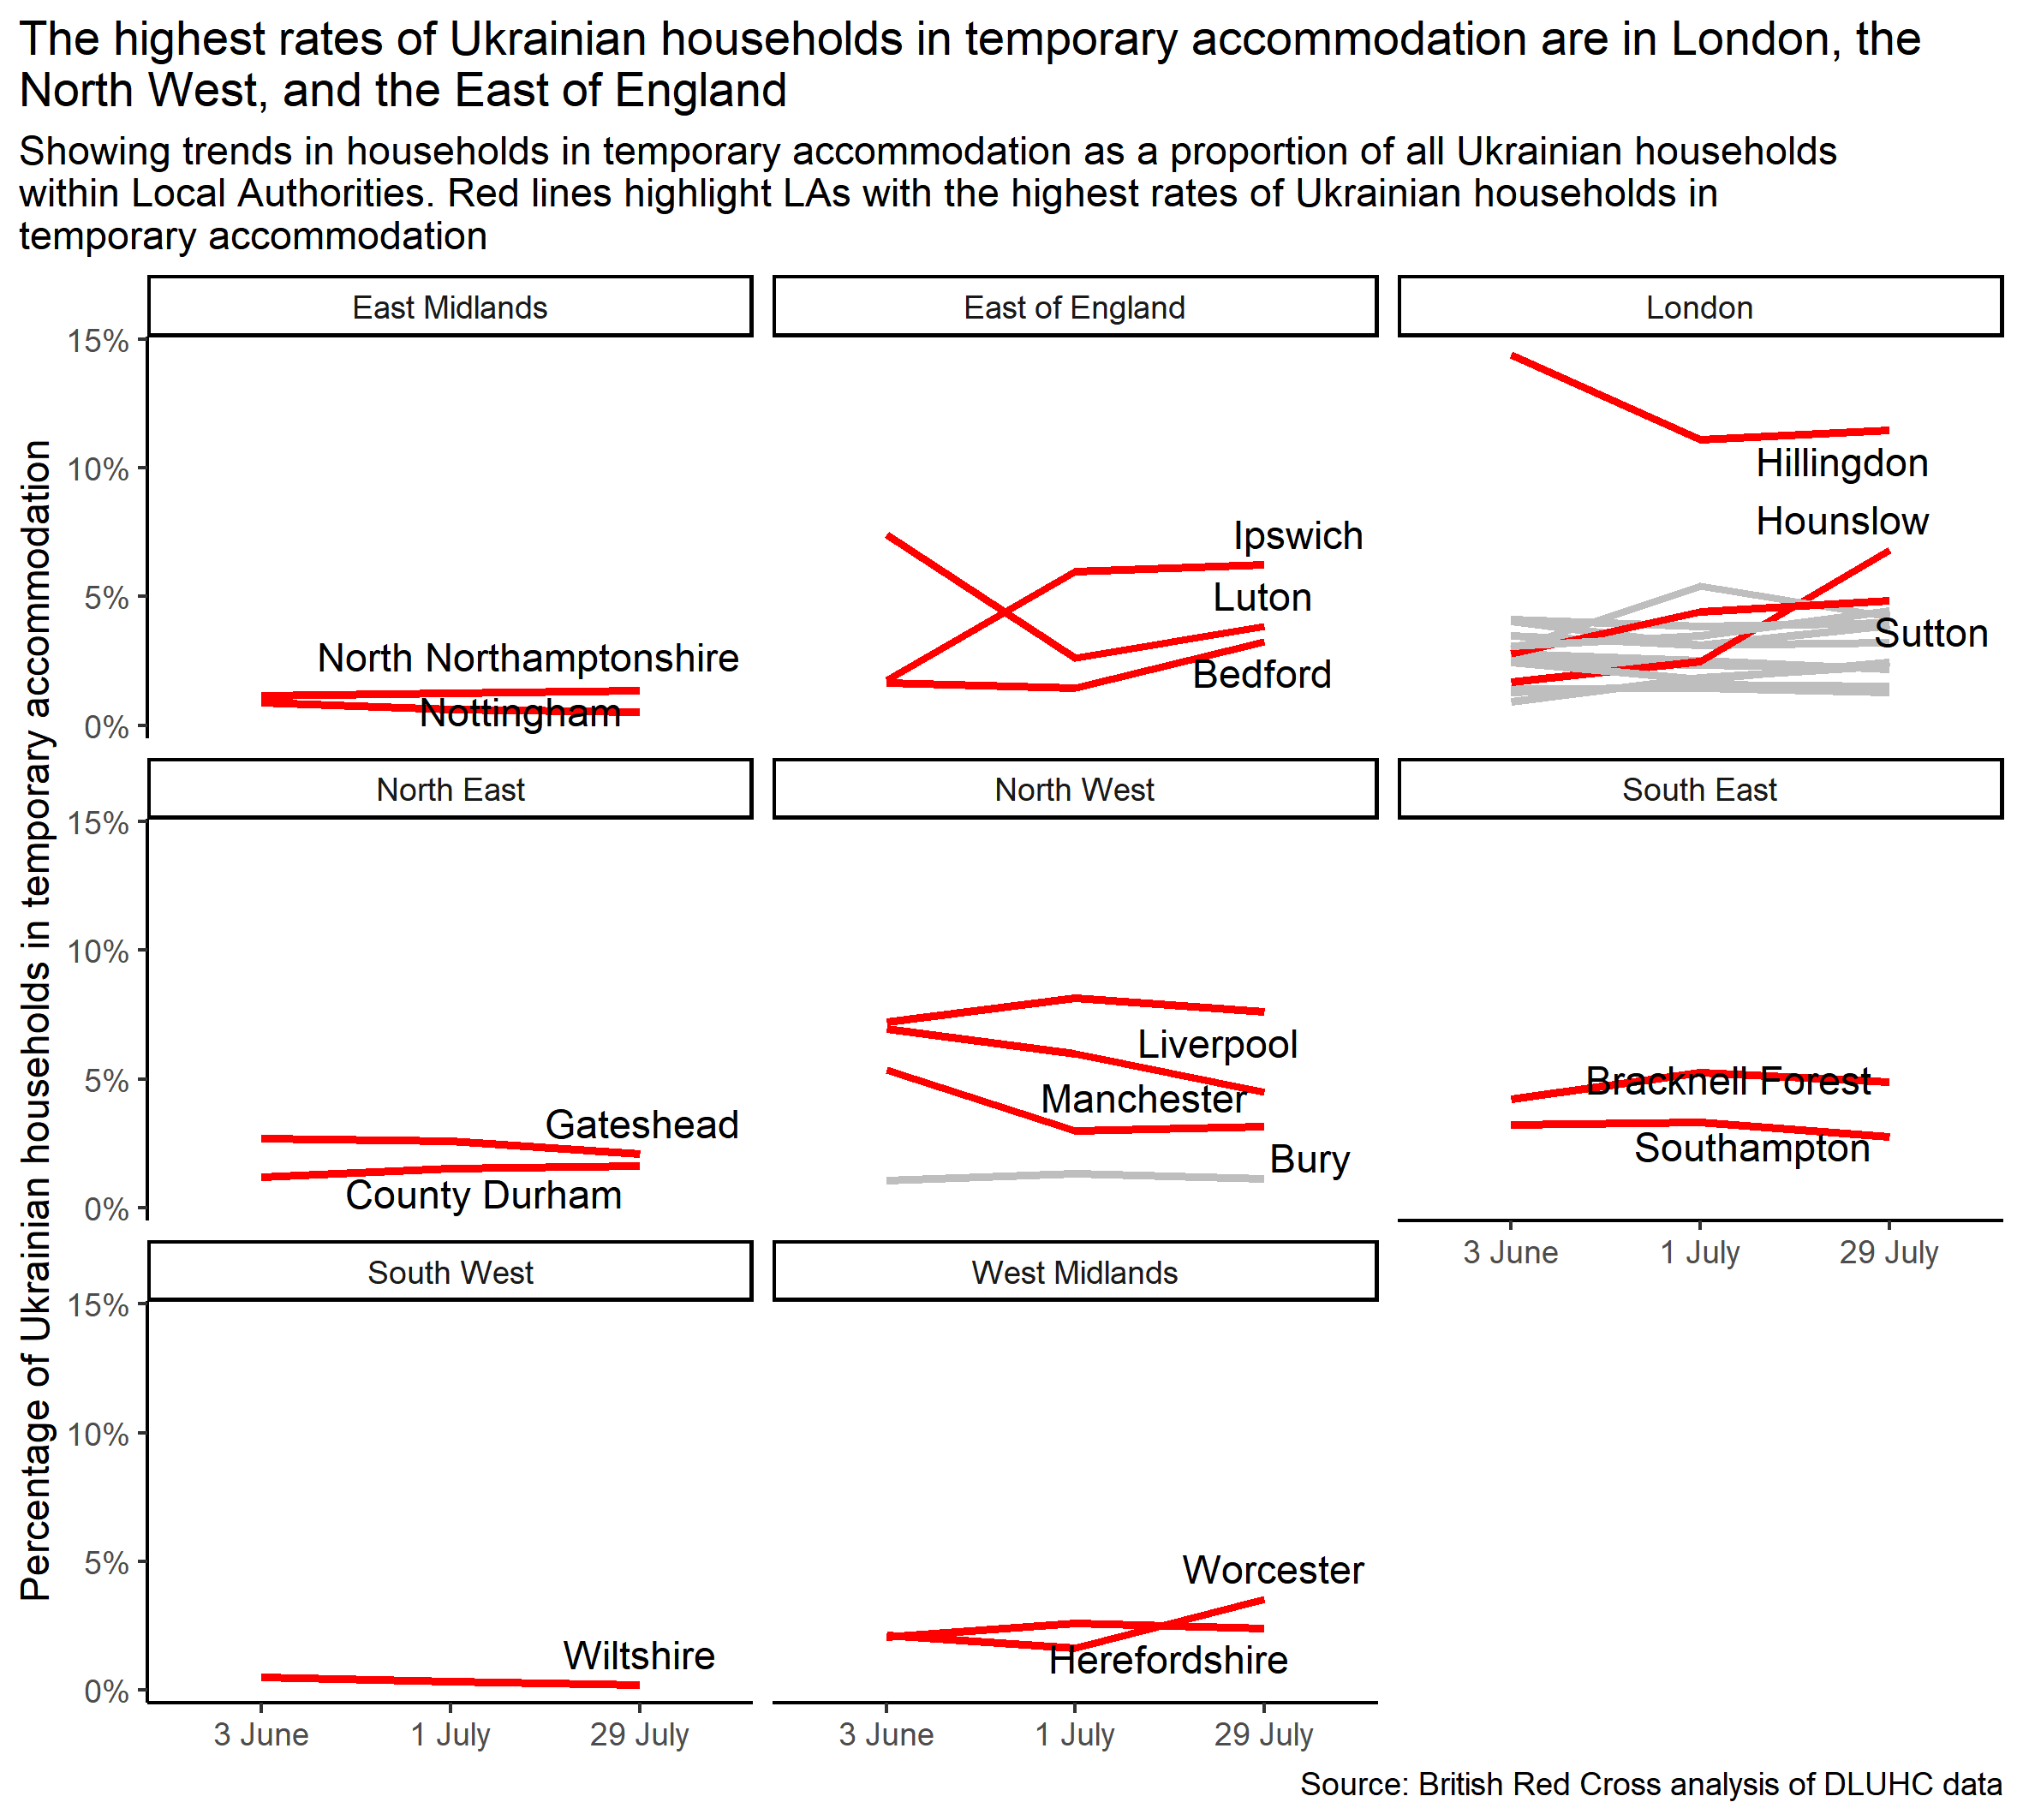 The highest rates of Ukrainian households in temporary accommodation are in London, the
North West, and the East of England
Showing trends in households in temporary accommodation as a proportion of all Ukrainian households
within Local Authorities. Red lines highlight LAs with the highest rates of Ukrainian households in
temporary accommodation
Percentage of Ukrainian households in temporary accommodation
East Midlands
15%
10%
5%
0%
North Northamptonshire
Nottingham
East of England
Ipswich
Luton
Bedford
London
Hillingdon
Hounslow
Sutton
North East
15%
10%
5%
0%
Gateshead
County Durham
North West
Liverpool
Manchester
Bury
South East
Bracknell Forest
Southampton
3 June
1 July
29 July
South West
15%
10%
5%
0%
Wiltshire
3 June
1 July
29 July
West Midlands
Worcester
Herefordshire
3 June
1 July
29 July
Source: British Red Cross analysis of DLUHC data